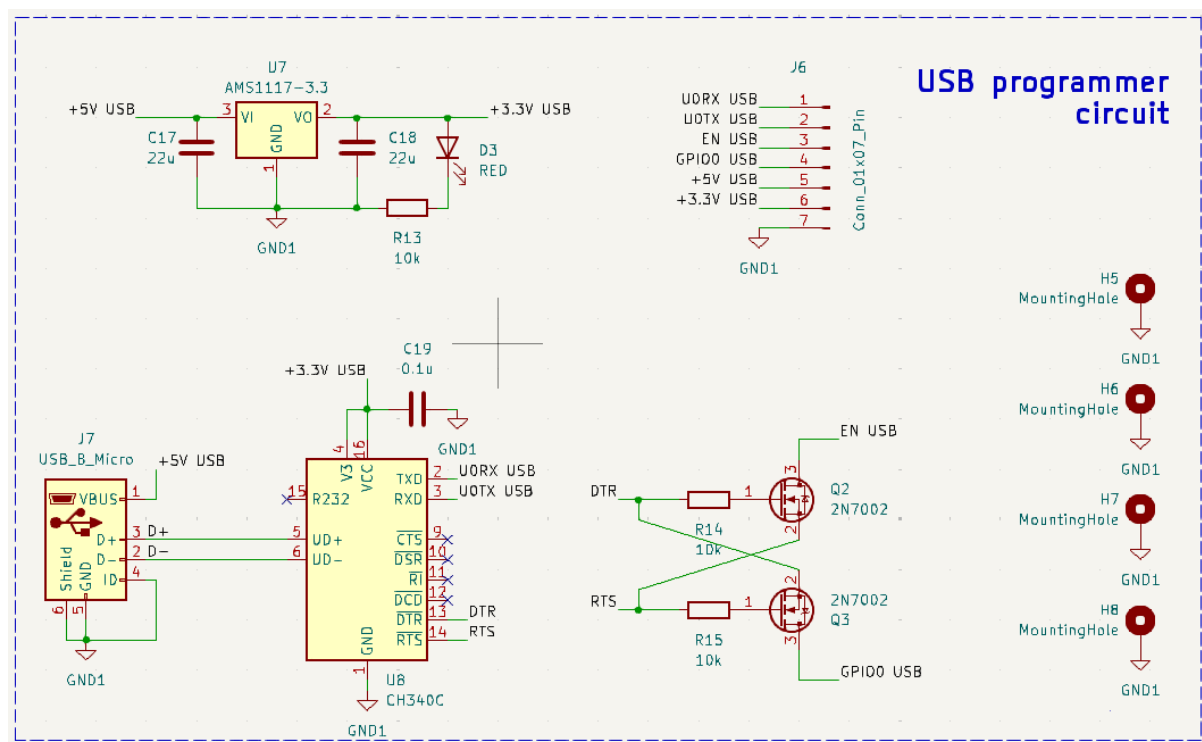 USB programmer
circuit
U7
AMS1117-3.3
+5V USB
3
VI
VO
2
+3.3V USB
GND
1
C17
22u
C18
22u
D3
RED
R13
10k
GND1
J6
U0RX USB
1
U0TX USB
2
EN USB
3
GPIO0 USB
4
+5V USB
5
+3.3V USB
6
7
Conn_01x07_Pin
GND1
H5
MountingHole
GND1
H6
MountingHole
GND1
H7
MountingHole
GND1
H8
MountingHole
GND1
C19
0.1u
+3.3V USB
GND1
J7
USB_B_Micro
+5V USB
VBUS
1
D+
3
D+
D-
2
D-
ID
4
Shield
GND
6
5
GND1
4
16
V3
VCC
15
R232
5
UD+
6
UD-
TXD
2
U0RX USB
RXD
3
U0TX USB
CTS
9
DSR
10
RI
11
DCD
12
DTR
13
DTR
RTS
14
RTS
GND
1
U8
CH340C
GND1
EN USB
3
DTR
1
Q2
2N7002
R14
10k
2
2
RTS
1
2N7002
Q3
R15
10k
3
GPIO0 USB